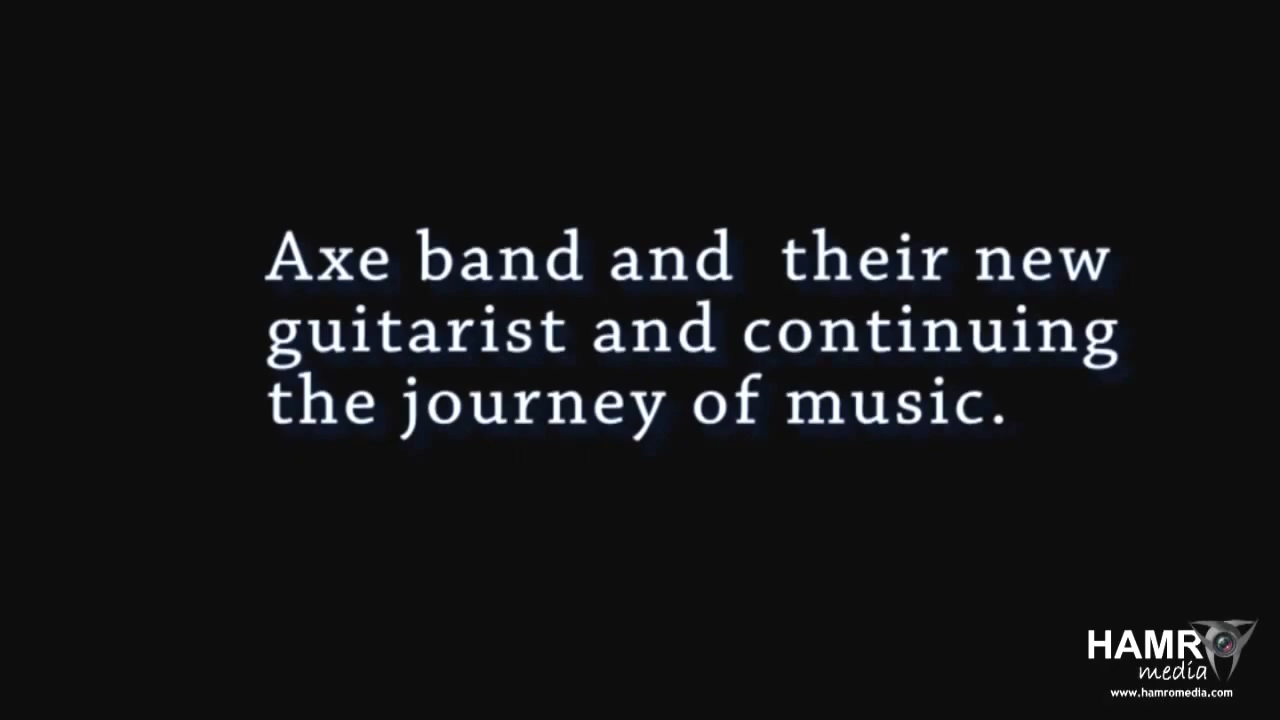 Axe band and  their new
guitarist and continuing
the journey of music.
HAMRO
media
www.hamromedia.com